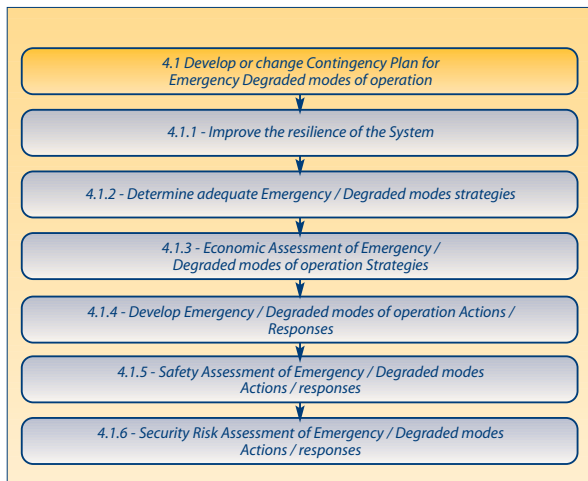 4.1 Develop or change Contingency Plan for
Emergency Degraded modes of operation
4.1.1 - Improve the resilience of the System
4.1.2 - Determine adequate Emergency / Degraded modes strategies
4.1.3 - Economic Assessment of Emergency /
Degraded modes of operation Strategies
4.1.4 - Develop Emergency / Degraded modes of operation Actions /
Responses
4.1.5 - Safety Assessment of Emergency / Degraded modes
Actions / responses
4.1.6 - Security Risk Assessment of Emergency / Degraded modes
Actions / responses